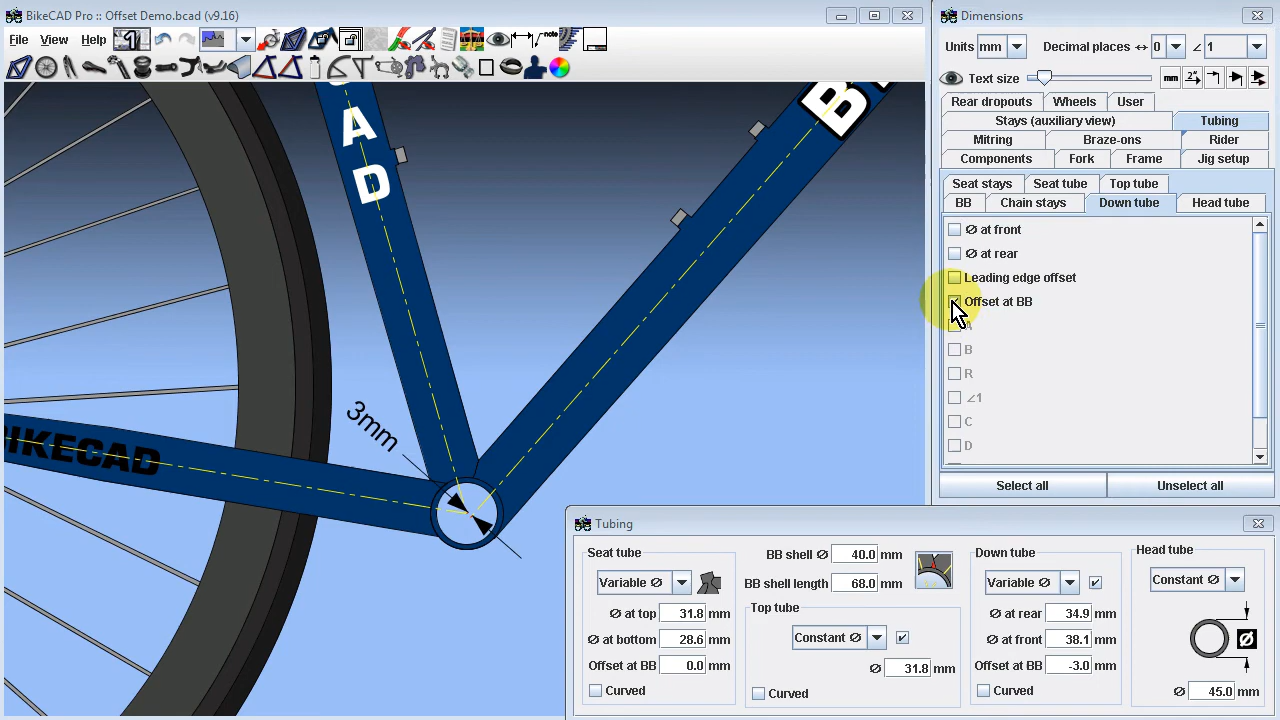 BikeCAD Pro :: Offset Demo.bcad (v9.16)
File View Help
note
A
D
B
3mm
BIKECAD
Dimensions
Units mm Decimal places 0 ∠ 1
Text size mm 2"
Rear dropouts Wheels User
Stays (auxiliary view) Tubing
Mitring Braze-ons Rider
Components Fork Frame Jig setup
Seat stays Seat tube Top tube
BB Chain stays Down tube Head tube
Ø at front
Ø at rear
Leading edge offset
Offset at BB
A
B
R
∠1
C
D
Select all Unselect all
Tubing
Seat tube
Variable Ø
Ø at top 31.8 mm
Ø at bottom 28.6 mm
Offset at BB 0.0 mm
Curved
BB shell Ø 40.0 mm
BB shell length 68.0 mm
Top tube
Constant Ø
Ø 31.8 mm
Curved
Down tube
Variable Ø
Ø at rear 34.9 mm
Ø at front 38.1 mm
Offset at BB -3.0 mm
Curved
Head tube
Constant Ø
Ø
Ø 45.0 mm